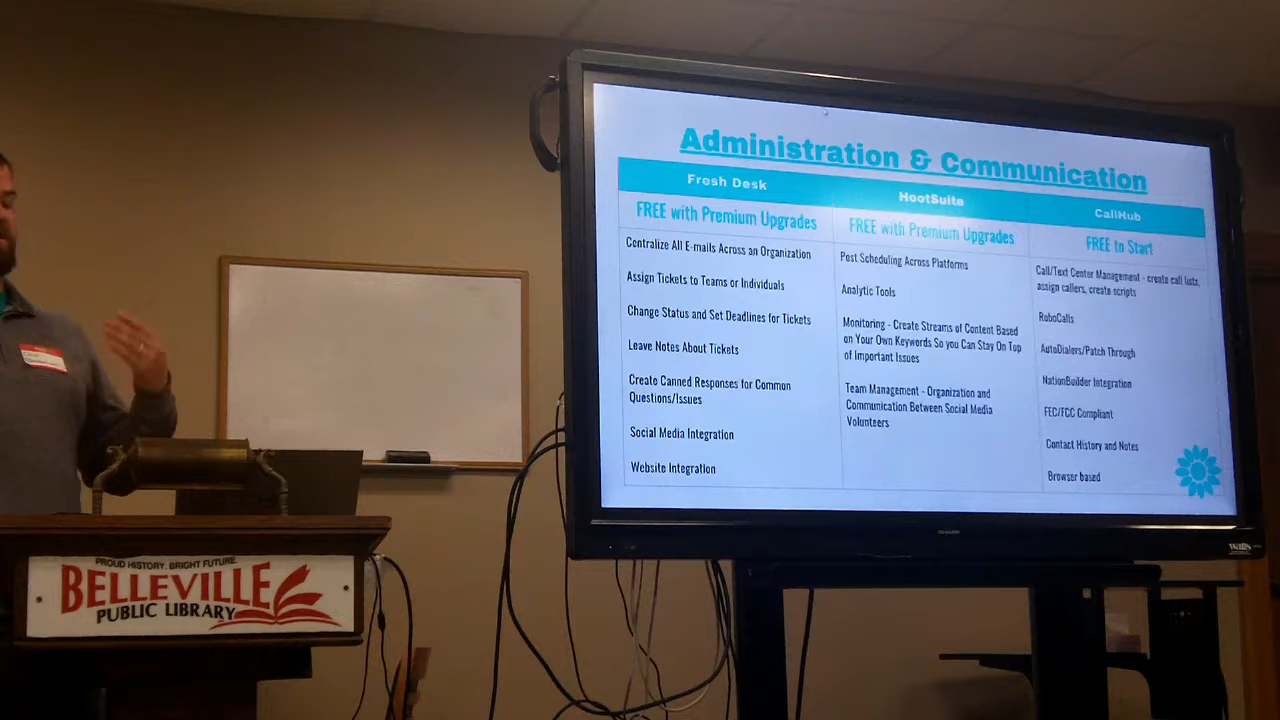 Administration & Communication
Frosh Desk
FREE with Premium Upgrades
Centralize All E-mails Across an Organization
Assign Tickets to Teams or Individuals
Change Status and Set Deadlines for Tickets
Leave Notes About Tickets
Create Canned Responses for Common
Questions/Issues
Social Media Integration
Website Integration
HootSuite
FREE with Premium Upgrades
Post Scheduling Across Platforms
Analytic Tools
Monitoring - Create Streams of Content Based
on Your Own Keywords So you Can Stay On Top
of Important Issues
Team Management - Organization and
Communication Between Social Media
Volunteers
CallHub
FREE to Start
Call/Text Center Management - create call lists,
assign callers, create scripts
RoboCalls
AutoDialers/Patch Through
NationBuilder Integration
FEC/FCC Compliant
Contact History and Notes
Browser based
PROUD HISTORY. BRIGHT FUTURE.
BELLEVILLE
PUBLIC LIBRARY